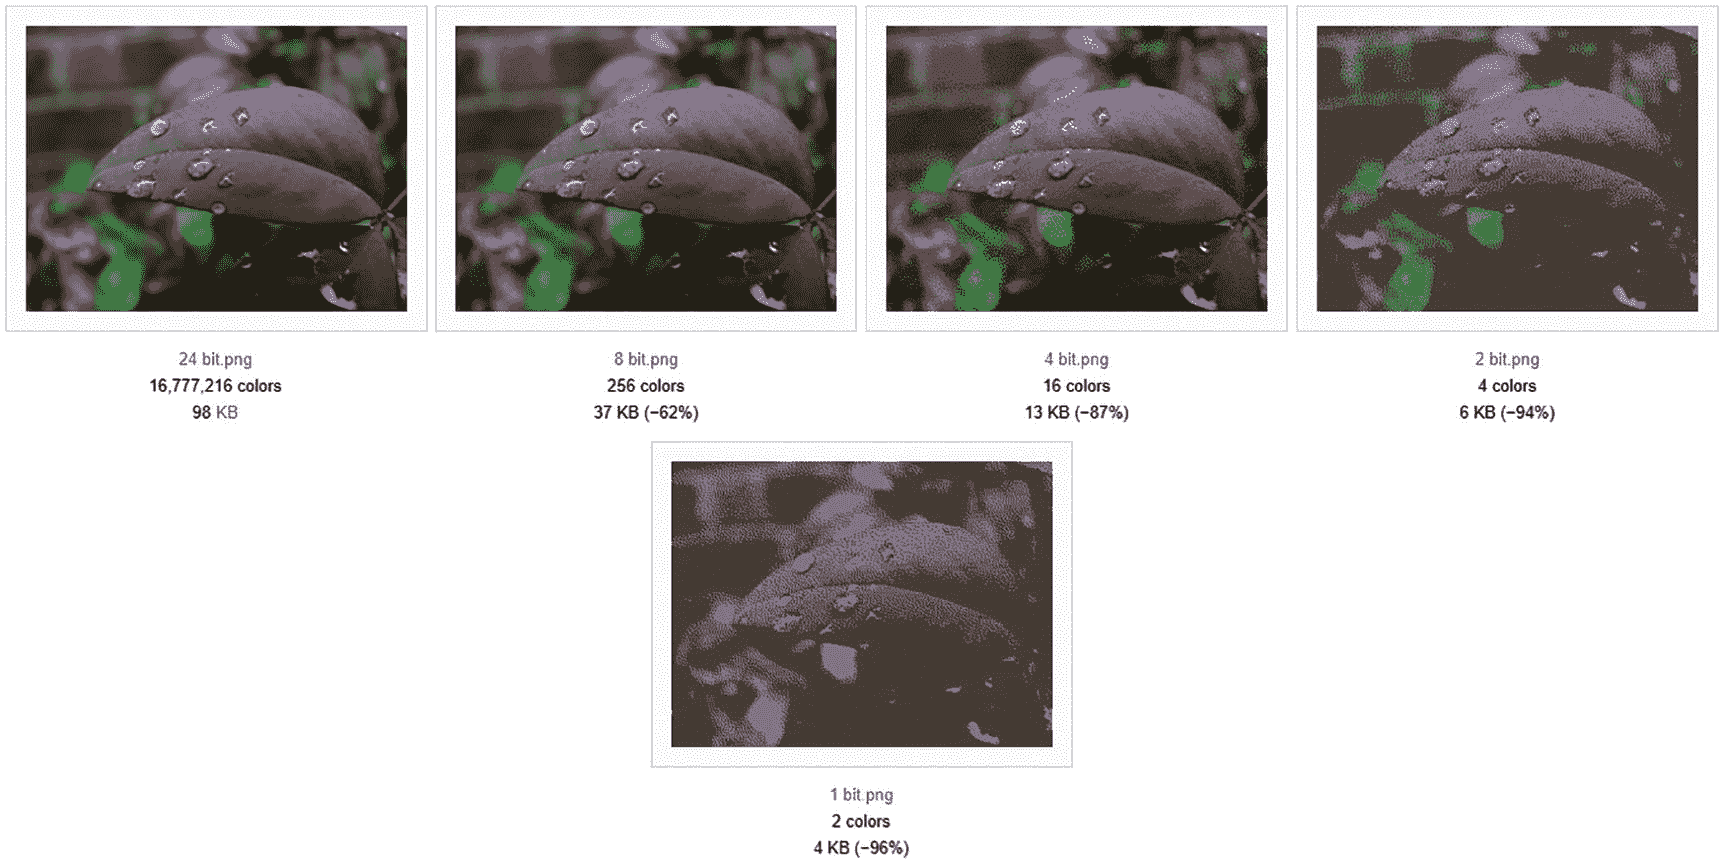 24 bit.png
16,777,216 colors
98 KB
8 bit.png
256 colors
37 KB (−62%)
4 bit.png
16 colors
13 KB (−87%)
2 bit.png
4 colors
6 KB (−94%)
1 bit.png
2 colors
4 KB (−96%)